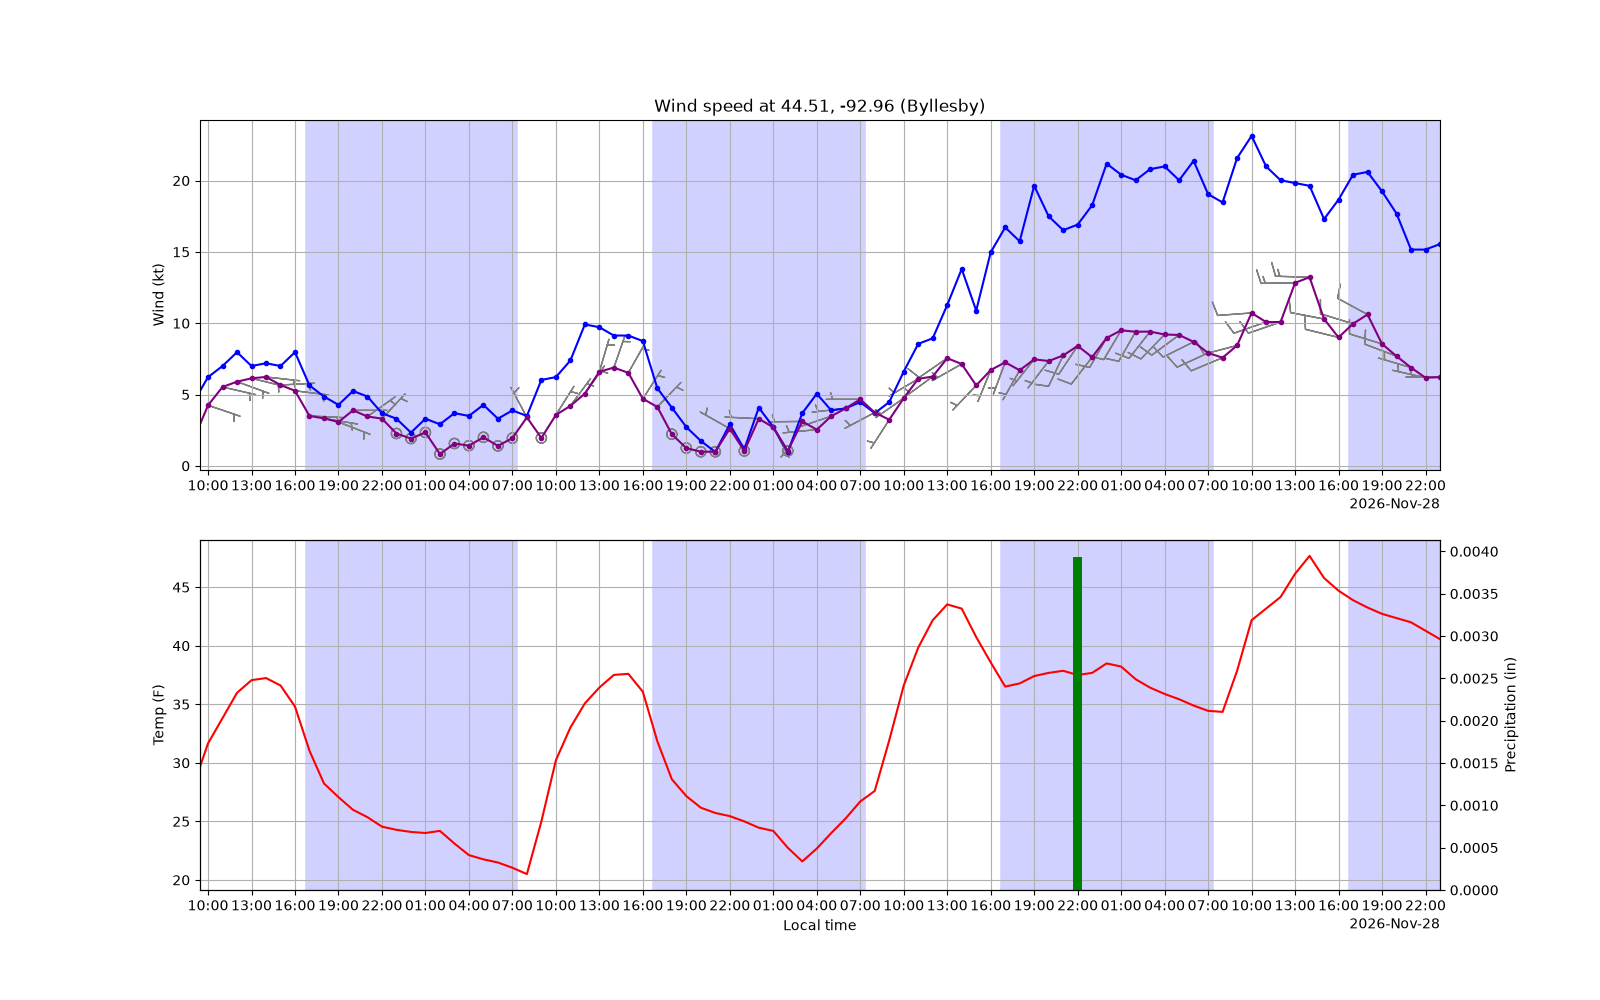 Wind speed at 44.51, -92.96 (Byllesby)
Wind (kt)
20
15
10
5
0
10:00 13:00 16:00 19:00 22:00 01:00 04:00 07:00 10:00 13:00 16:00 19:00 22:00 01:00 04:00 07:00 10:00 13:00 16:00 19:00 22:00 01:00 04:00 07:00 10:00 13:00 16:00 19:00 22:00
2026-Nov-28
Temp (F)
45
40
35
30
25
20
0.0040
0.0035
0.0030
0.0025
0.0020
0.0015
0.0010
0.0005
0.0000
Precipitation (in)
10:00 13:00 16:00 19:00 22:00 01:00 04:00 07:00 10:00 13:00 16:00 19:00 22:00 01:00 04:00 07:00 10:00 13:00 16:00 19:00 22:00 01:00 04:00 07:00 10:00 13:00 16:00 19:00 22:00
Local time
2026-Nov-28